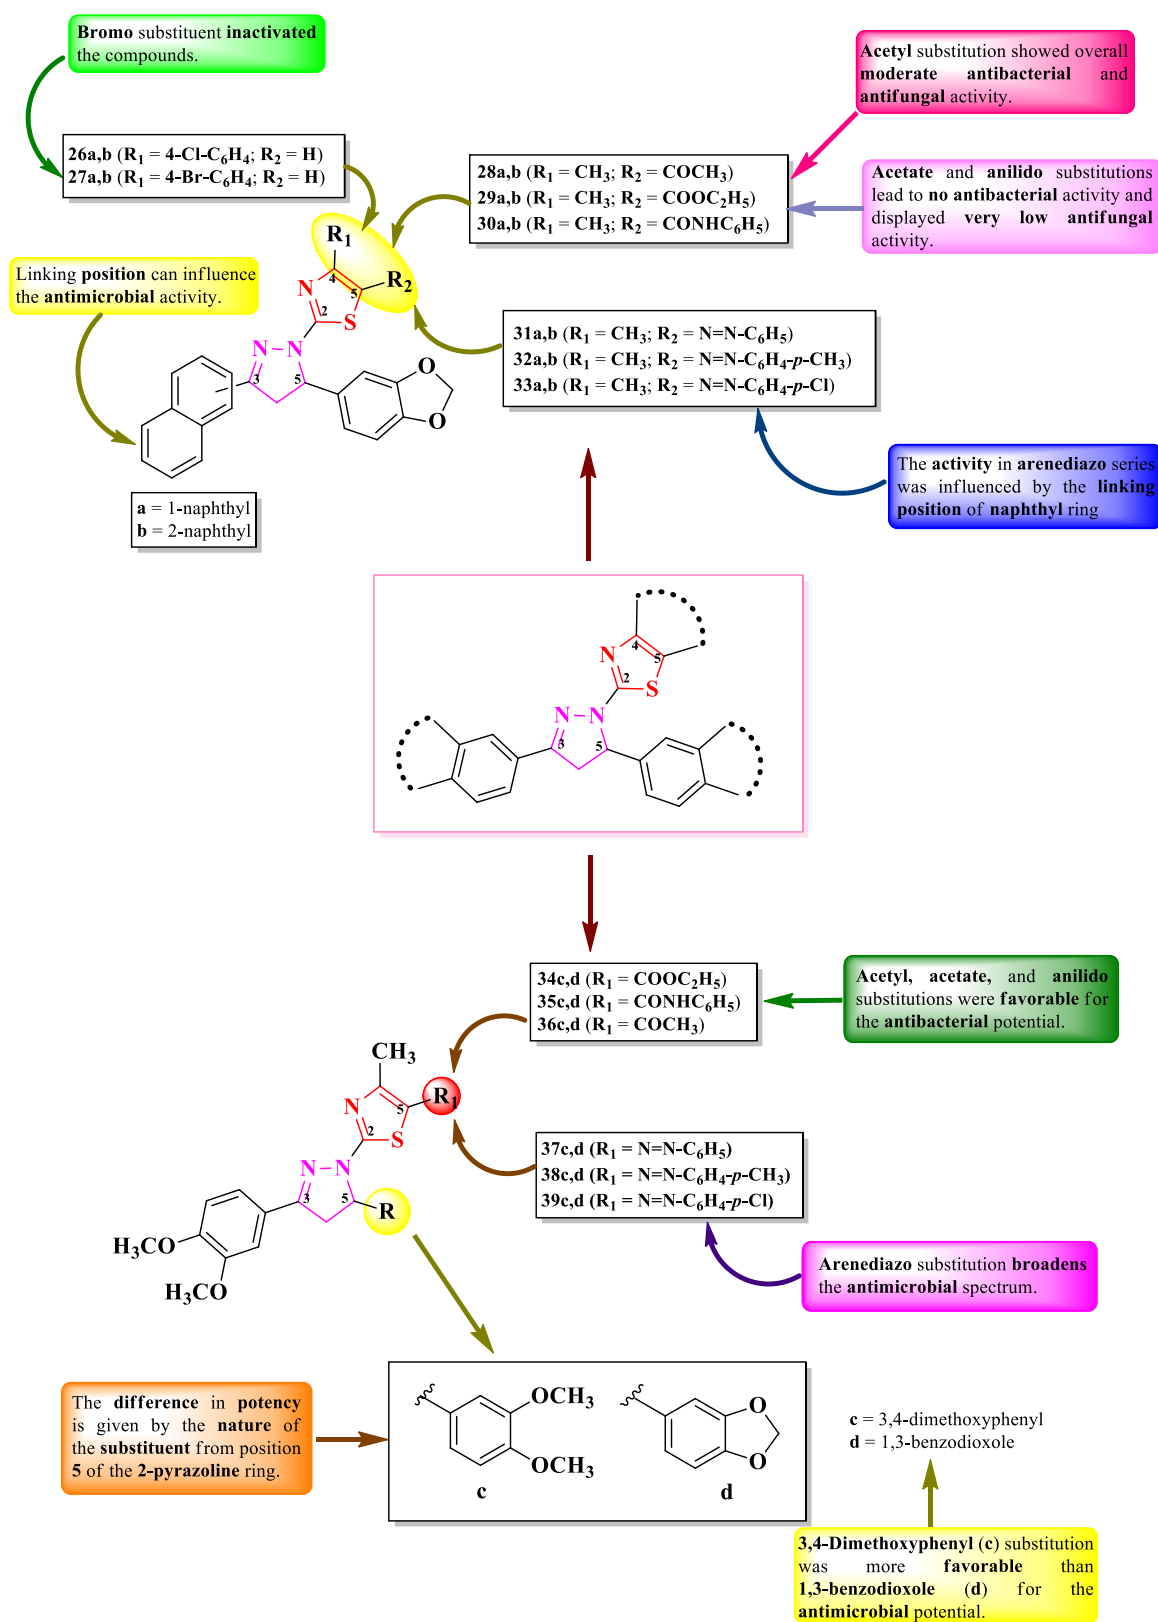 Bromo substituent inactivated
the compounds.
Acetyl substitution showed overall
moderate antibacterial and
antifungal activity.
26a,b (R₁ = 4-Cl-C₆H₄; R₂ = H)
27a,b (R₁ = 4-Br-C₆H₄; R₂ = H)
28a,b (R₁ = CH₃; R₂ = COCH₃)
29a,b (R₁ = CH₃; R₂ = COOC₂H₅)
30a,b (R₁ = CH₃; R₂ = CONHC₆H₅)
Acetate and anilido substitutions
lead to no antibacterial activity and
displayed very low antifungal
activity.
Linking position can influence
the antimicrobial activity.
R₁
R₂
4
5
N
2
S
N
N
3
5
O
O
31a,b (R₁ = CH₃; R₂ = N=N-C₆H₅)
32a,b (R₁ = CH₃; R₂ = N=N-C₆H₄-p-CH₃)
33a,b (R₁ = CH₃; R₂ = N=N-C₆H₄-p-Cl)
The activity in arenediazo series
was influenced by the linking
position of naphthyl ring
a = 1-naphthyl
b = 2-naphthyl
4
N
5
2
S
N
N
3
5
34c,d (R₁ = COOC₂H₅)
35c,d (R₁ = CONHC₆H₅)
36c,d (R₁ = COCH₃)
Acetyl, acetate, and anilido
substitutions were favorable for
the antibacterial potential.
CH₃
R₁
N
5
2
S
N
N
3
5
R
H₃CO
H₃CO
37c,d (R₁ = N=N-C₆H₅)
38c,d (R₁ = N=N-C₆H₄-p-CH₃)
39c,d (R₁ = N=N-C₆H₄-p-Cl)
Arenediazo substitution broadens
the antimicrobial spectrum.
The difference in potency
is given by the nature of
the substituent from position
5 of the 2-pyrazoline ring.
OCH₃
OCH₃
c
O
O
d
c = 3,4-dimethoxyphenyl
d = 1,3-benzodioxole
3,4-Dimethoxyphenyl (c) substitution
was more favorable than
1,3-benzodioxole (d) for the
antimicrobial potential.